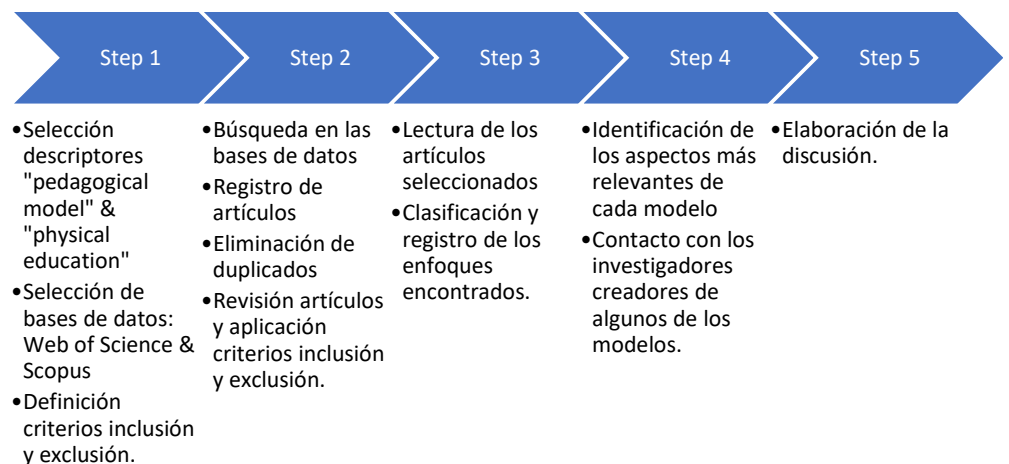 Step 1
Step 2
Step 3
Step 4
Step 5
•Selección
descriptores
"pedagogical
model" &
"physical
education"
•Selección de
bases de datos:
Web of Science &
Scopus
•Definición
criterios inclusión
y exclusión.
•Búsqueda en las
bases de datos
•Registro de
artículos
•Eliminación de
duplicados
•Revisión artículos
y aplicación
criterios inclusión
y exclusión.
•Lectura de los
artículos
seleccionados
•Clasificación y
registro de los
enfoques
encontrados.
•Identificación de
los aspectos más
relevantes de
cada modelo
•Contacto con los
investigadores
creadores de
algunos de los
modelos.
•Elaboración de la
discusión.